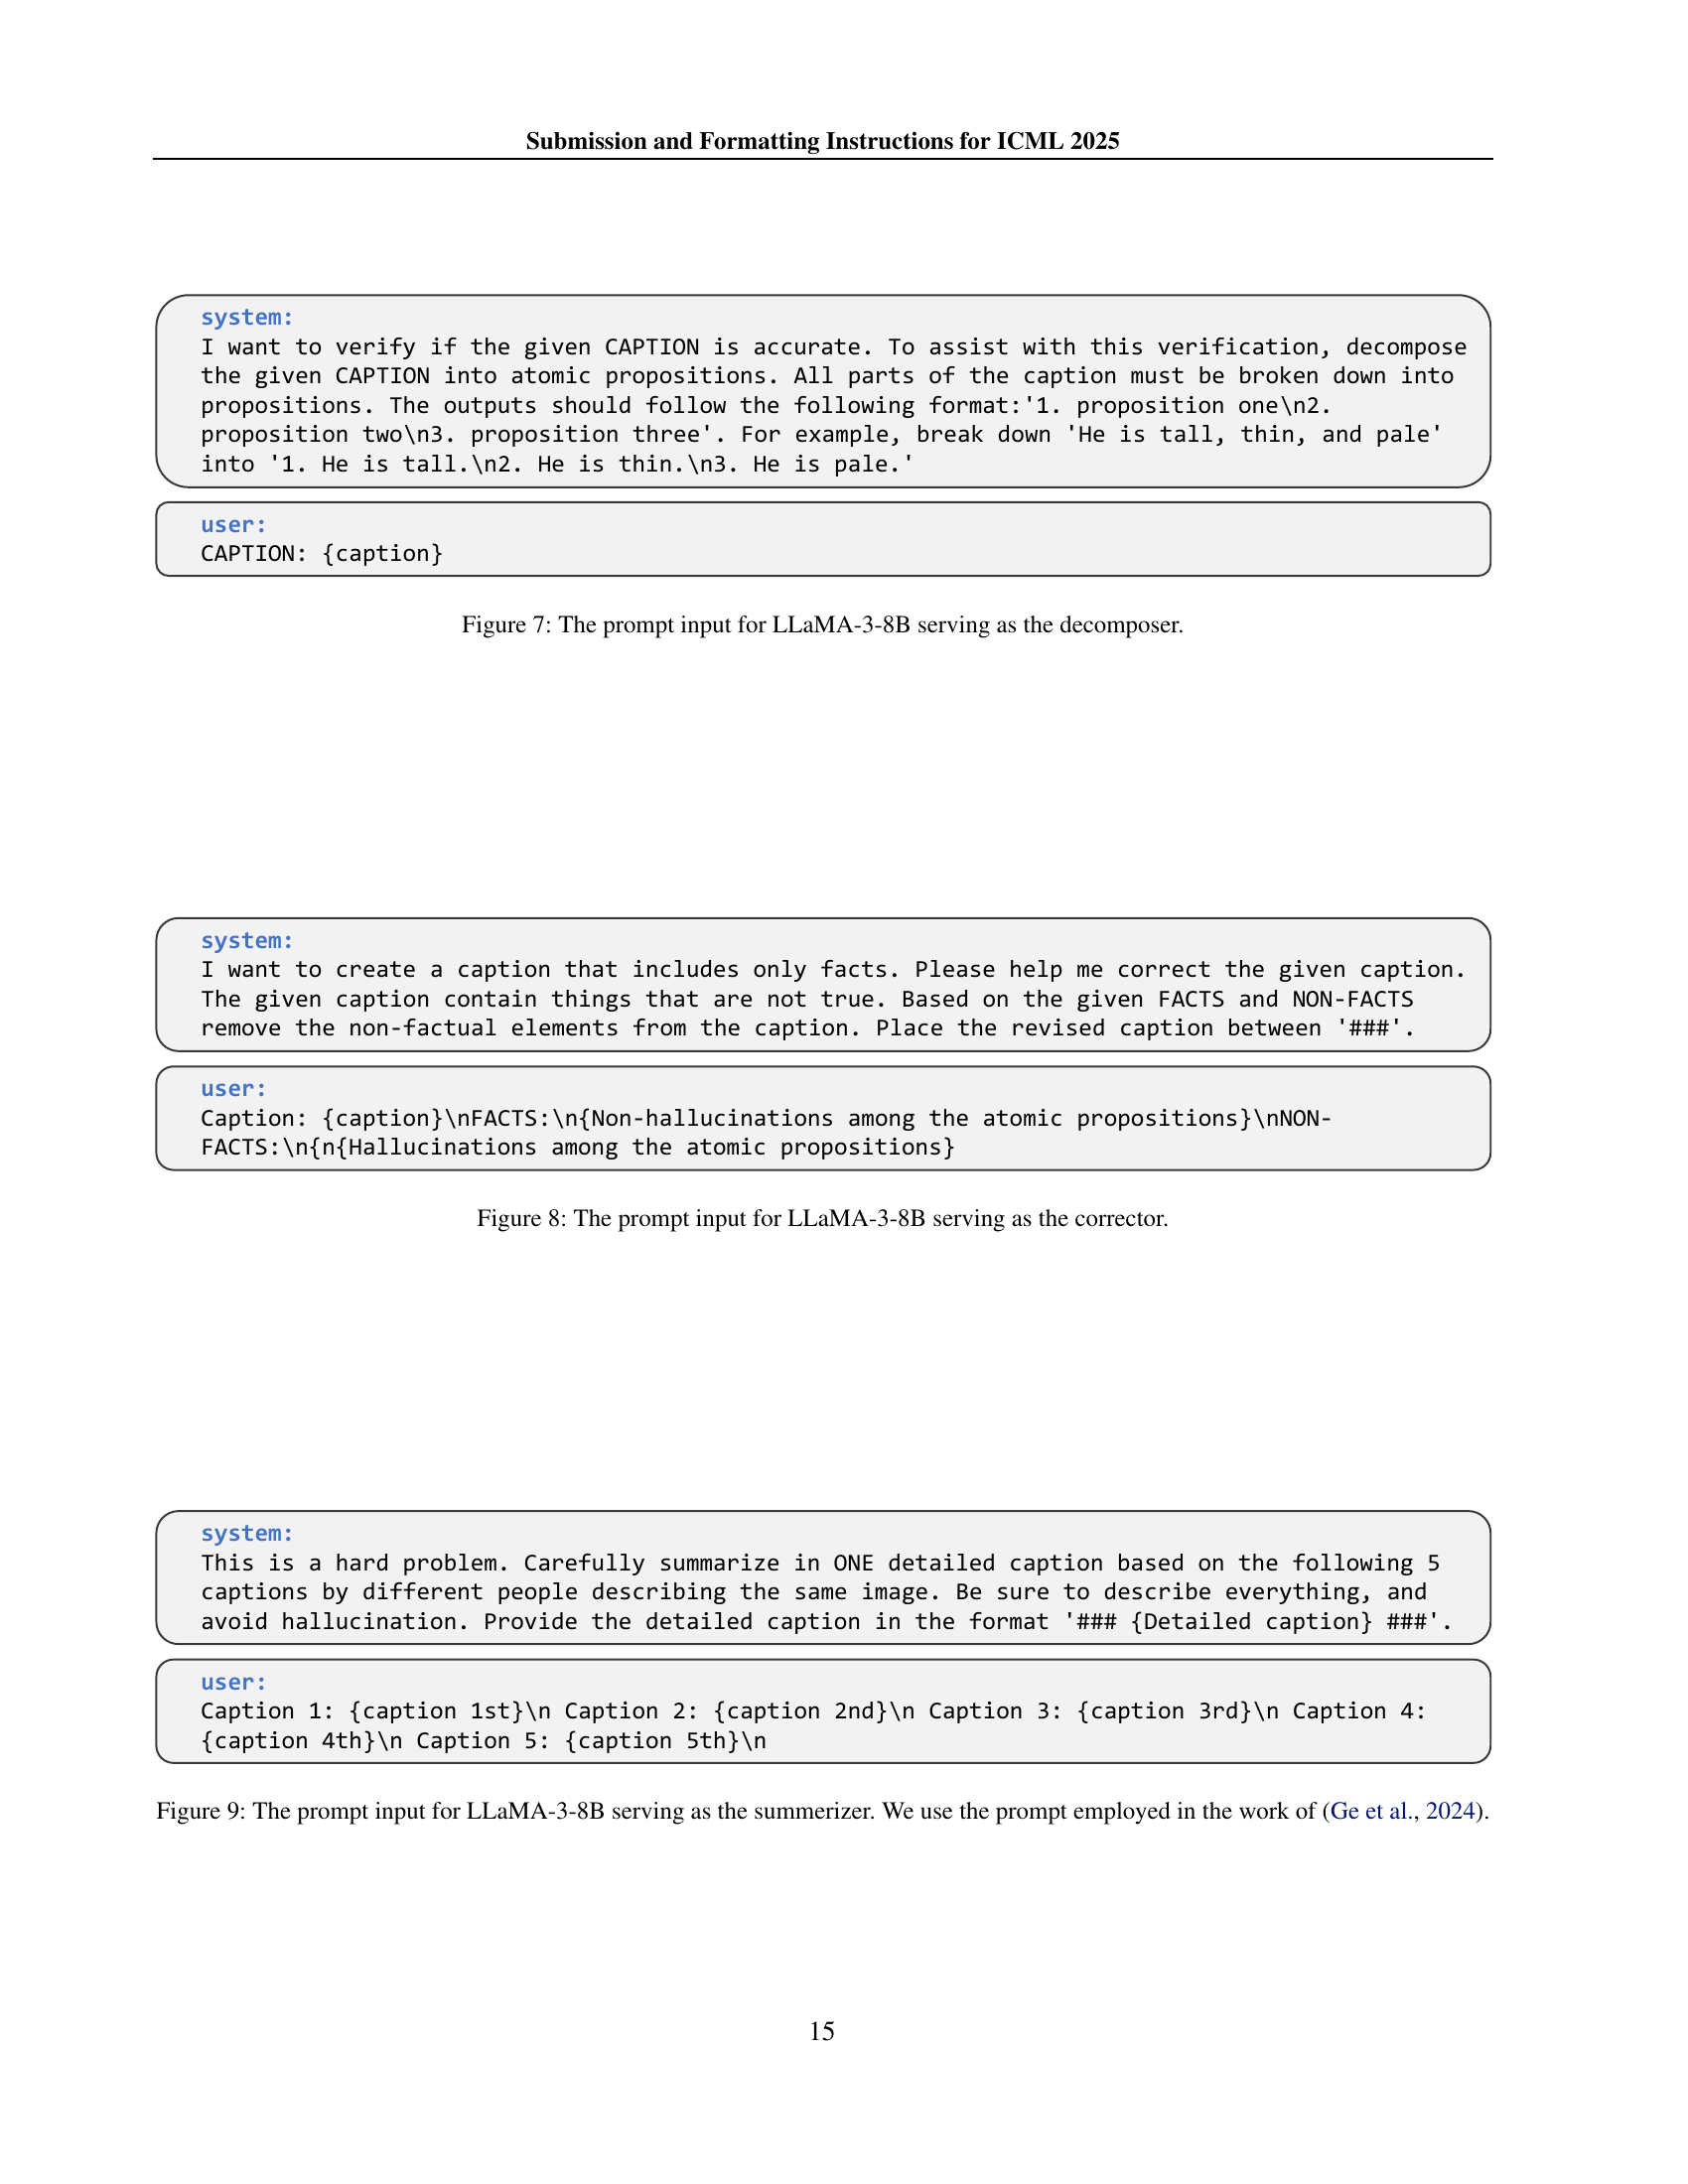 Submission and Formatting Instructions for ICML 2025
system:
I want to verify if the given CAPTION is accurate. To assist with this verification, decompose
the given CAPTION into atomic propositions. All parts of the caption must be broken down into
propositions. The outputs should follow the following format:'1. proposition one\n2.
proposition two\n3. proposition three'. For example, break down 'He is tall, thin, and pale'
into '1. He is tall.\n2. He is thin.\n3. He is pale.'
user:
CAPTION: {caption}
Figure 7: The prompt input for LLaMA-3-8B serving as the decomposer.
system:
I want to create a caption that includes only facts. Please help me correct the given caption.
The given caption contain things that are not true. Based on the given FACTS and NON-FACTS
remove the non-factual elements from the caption. Place the revised caption between '###'.
user:
Caption: {caption}\nFACTS:\n{Non-hallucinations among the atomic propositions}\nNON-
FACTS:\n{n{Hallucinations among the atomic propositions}
Figure 8: The prompt input for LLaMA-3-8B serving as the corrector.
system:
This is a hard problem. Carefully summarize in ONE detailed caption based on the following 5
captions by different people describing the same image. Be sure to describe everything, and
avoid hallucination. Provide the detailed caption in the format '### {Detailed caption} ###'.
user:
Caption 1: {caption 1st}\n Caption 2: {caption 2nd}\n Caption 3: {caption 3rd}\n Caption 4:
{caption 4th}\n Caption 5: {caption 5th}\n
Figure 9: The prompt input for LLaMA-3-8B serving as the summerizer. We use the prompt employed in the work of (Ge et al., 2024).
15